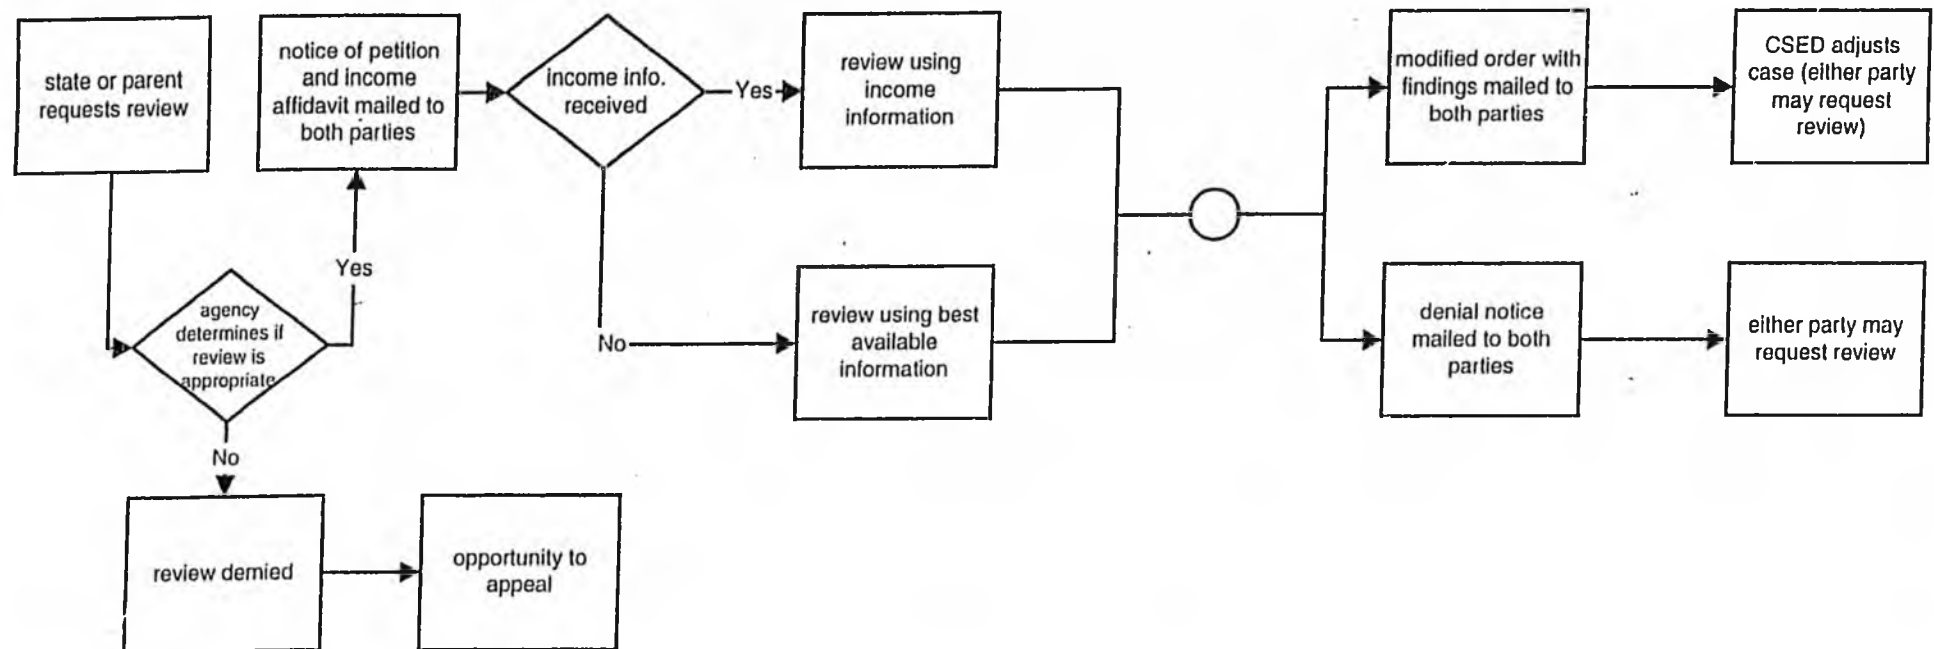 state or parent
requests review
notice of petition
and income
affidavit mailed to
both parties
income info.
received
Yes
review using
income
information
modified order with
findings mailed to
both parties
CSED adjusts
case (either party
may request
review)
Yes
agency
determines if
review is
appropriate
No
review using best
available
information
denial notice
mailed to both
parties
either party may
request review
No
review demied
opportunity to
appeal